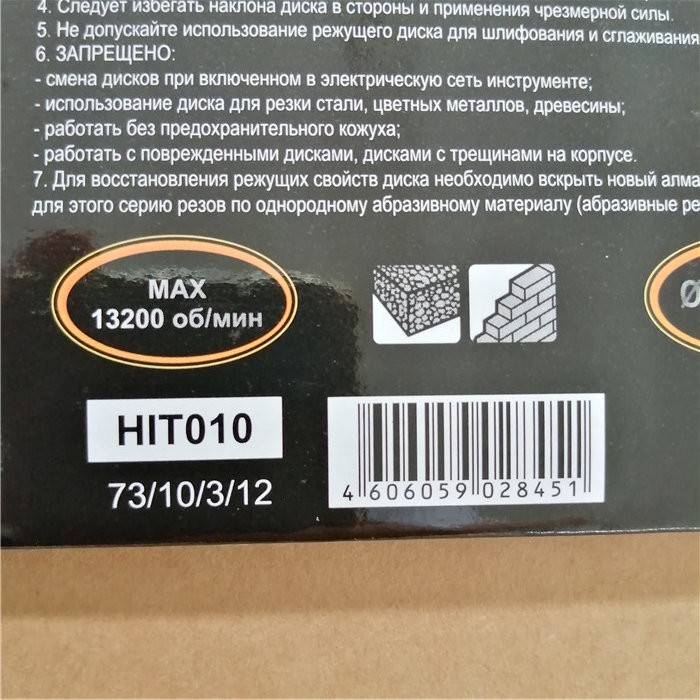 4. Следует избегать наклона диска в стороны и применения чрезмерной силы.
5. Не допускайте использование режущего диска для шлифования и сглаживания
6. ЗАПРЕЩЕНО:
- смена дисков при включенном в электрическую сеть инструменте;
- использование диска для резки стали, цветных металлов, древесины;
- работать без предохранительного кожуха;
- работать с поврежденными дисками, дисками с трещинами на корпусе.
7. Для восстановления режущих свойств диска необходимо вскрыть новый алма
для этого серию резов по однородному абразивному материалу (абразивные ре
MAX
13200 об/мин
Ø
HIT010
73/10/3/12
4 606059 028451